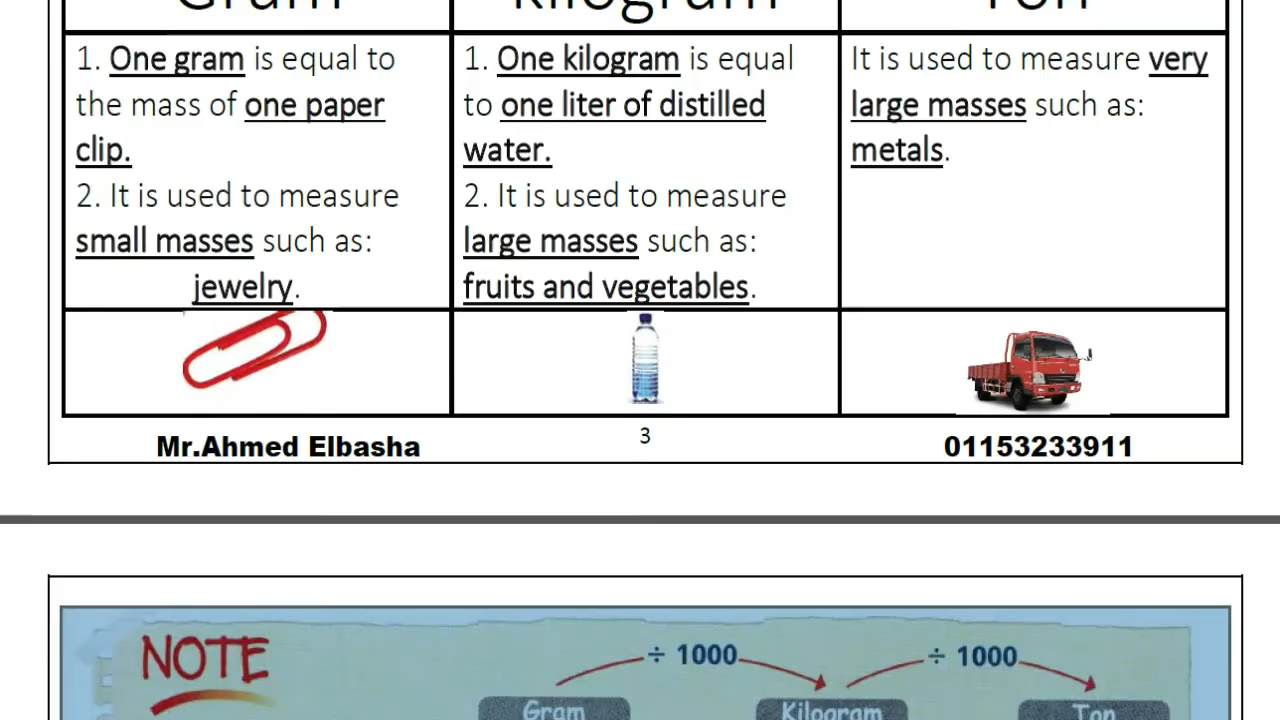 Gram Kilogram Ton
1. One gram is equal to
the mass of one paper
clip.
2. It is used to measure
small masses such as:
jewelry.
1. One kilogram is equal
to one liter of distilled
water.
2. It is used to measure
large masses such as:
fruits and vegetables.
It is used to measure very
large masses such as:
metals.
Mr.Ahmed Elbasha 3 01153233911
NOTE
÷ 1000 ÷ 1000
Gram Kilogram Ton